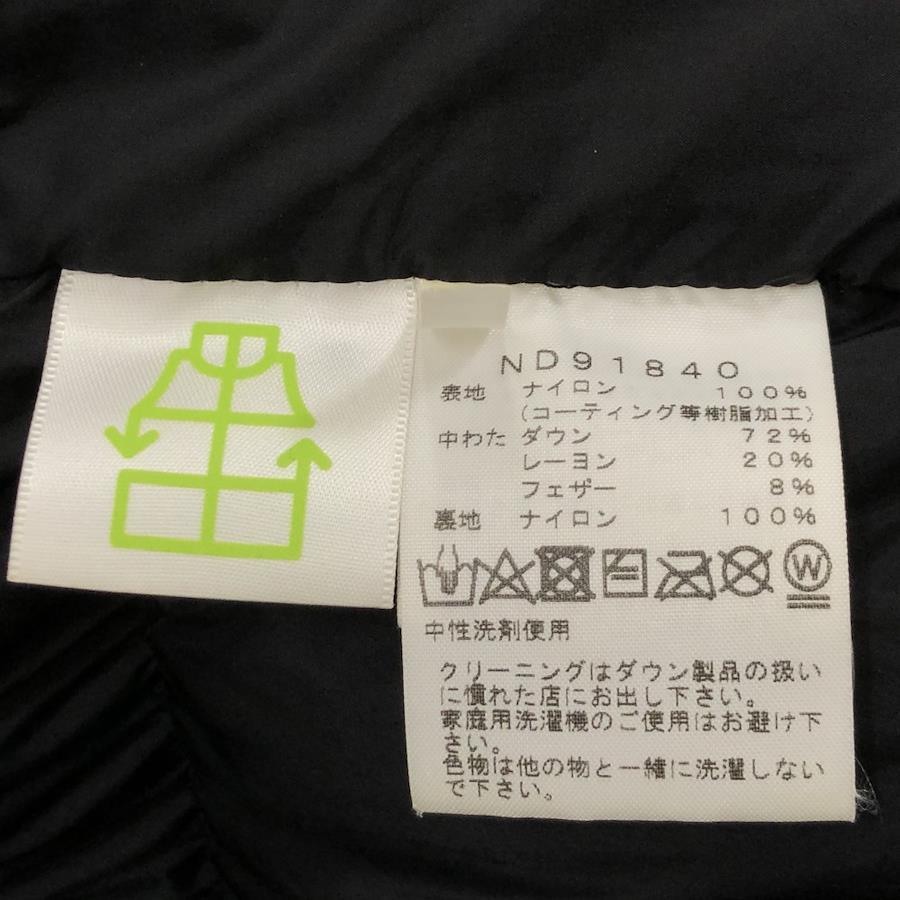 ND91840
表地 ナイロン 100%
(コーティング等樹脂加工)
中わた ダウン 72%
レーヨン 20%
フェザー 8%
裏地 ナイロン 100%
W
中性洗剤使用
クリーニングはダウン製品の扱い
に慣れた店にお出し下さい。
家庭用洗濯機のご使用はお避け下
さい。
色物は他の物と一緒に洗濯しない
で下さい。